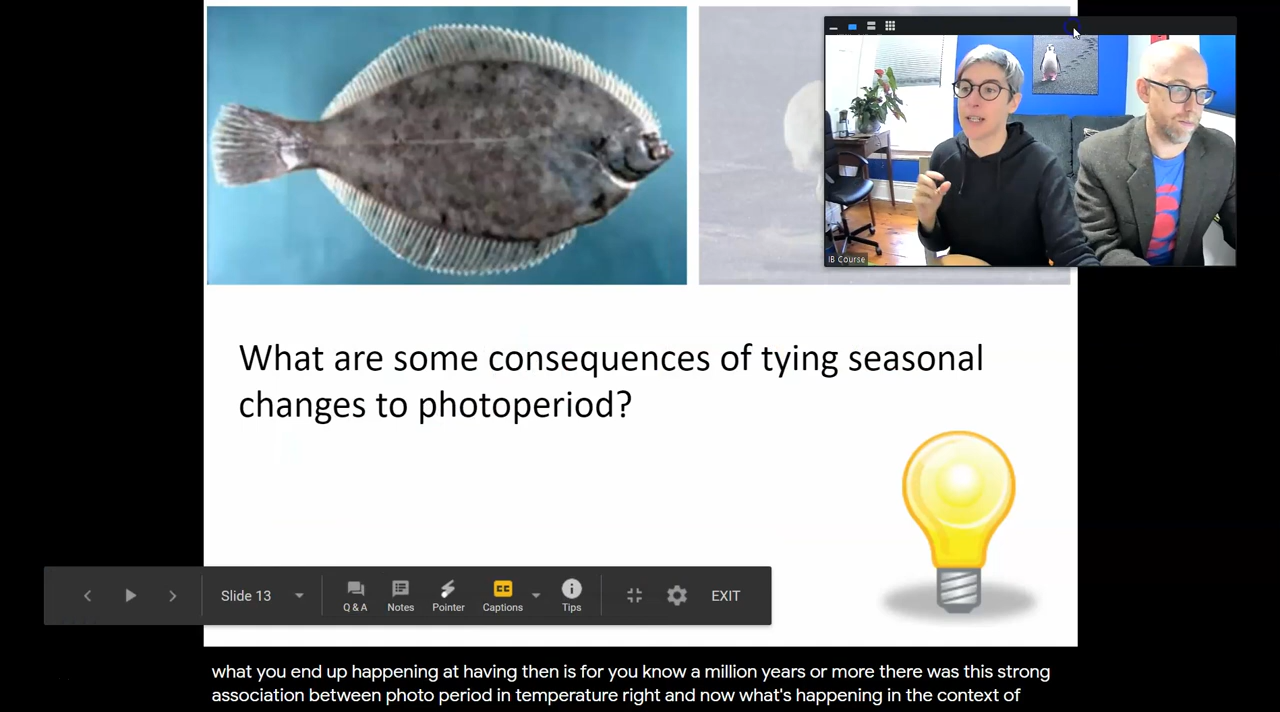 IB Course
What are some consequences of tying seasonal
changes to photoperiod?
Slide 13
Q & A
Notes
Pointer
CC
Captions
Tips
EXIT
what you end up happening at having then is for you know a million years or more there was this strong
association between photo period in temperature right and now what's happening in the context of